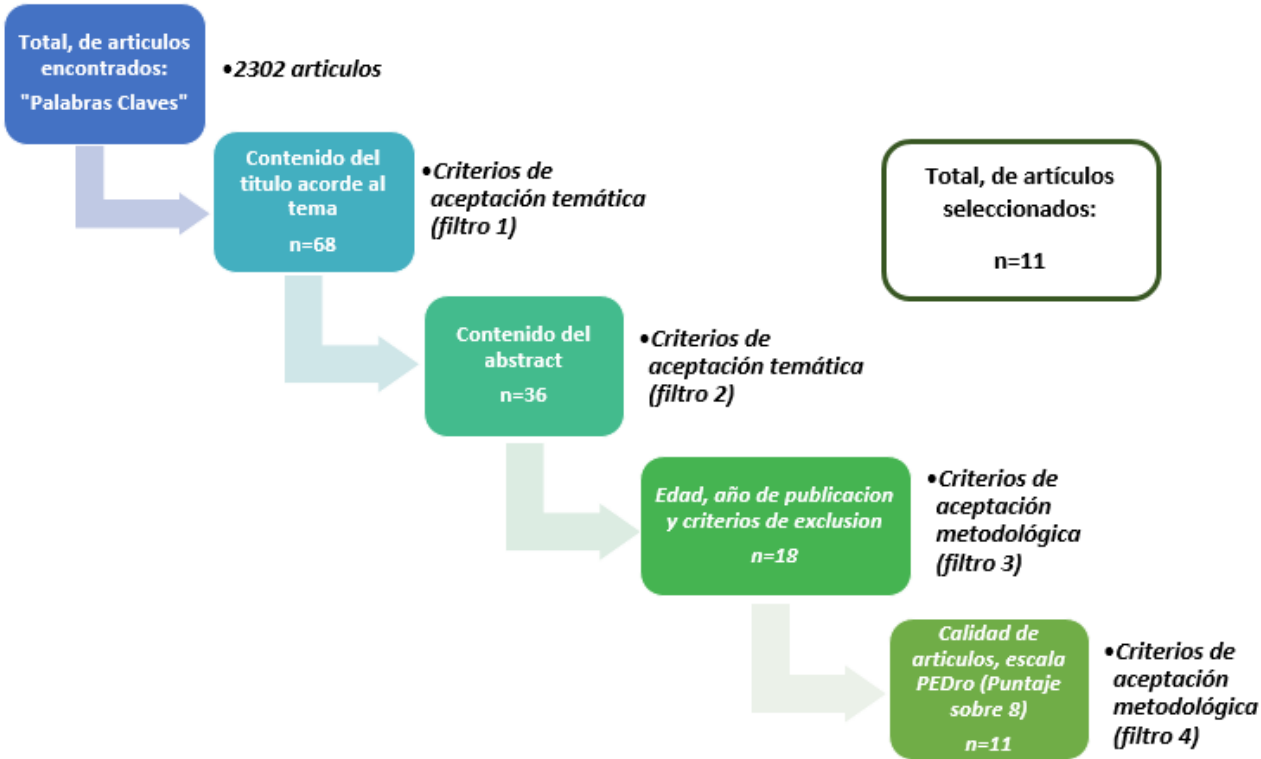 Total, de articulos
encontrados:
"Palabras Claves"
•2302 articulos
Contenido del
titulo acorde al
tema
n=68
•Criterios de
aceptación temática
(filtro 1)
Total, de artículos
seleccionados:
n=11
Contenido del
abstract
n=36
•Criterios de
aceptación temática
(filtro 2)
Edad, año de publicacion
y criterios de exclusion
n=18
•Criterios de
aceptación
metodológica
(filtro 3)
Calidad de
articulos, escala
PEDro (Puntaje
sobre 8)
n=11
•Criterios de
aceptación
metodológica
(filtro 4)